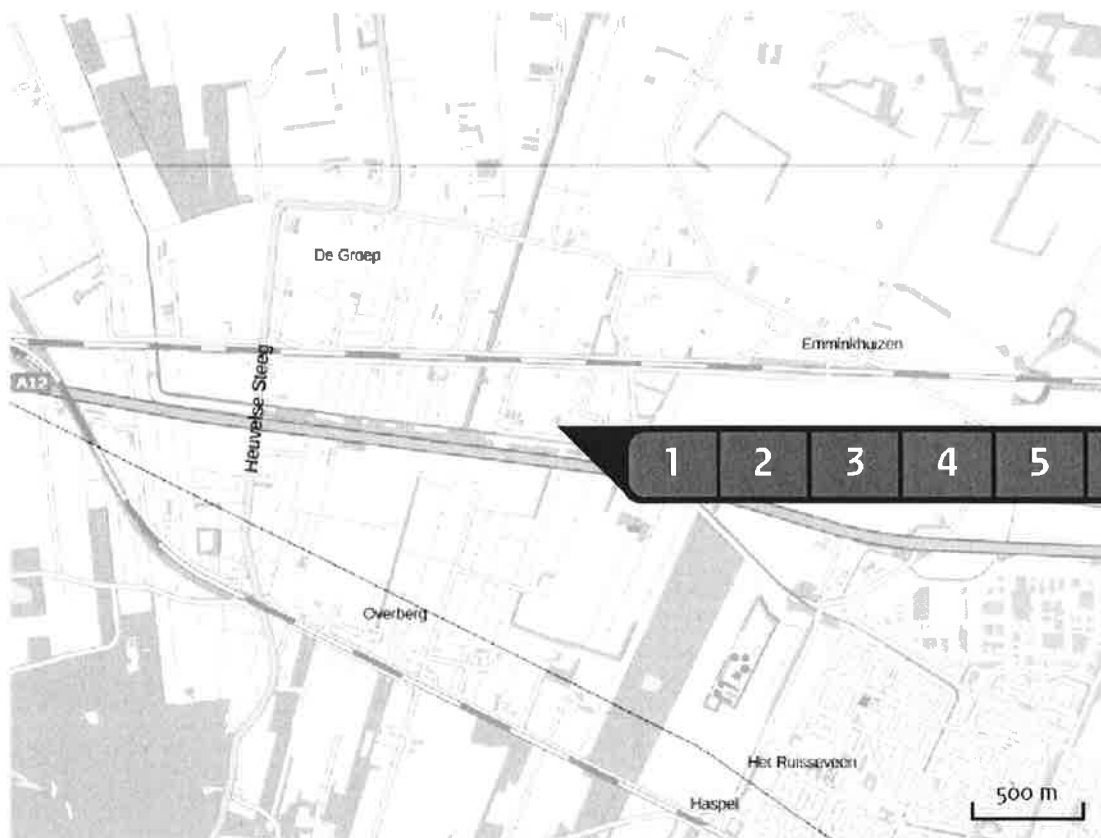 De Groep
Emminkhuizen
A12
Heuvelse Steeg
1 2 3 4 5
Overberg
Het Ruisseveen
Haspel
500 m